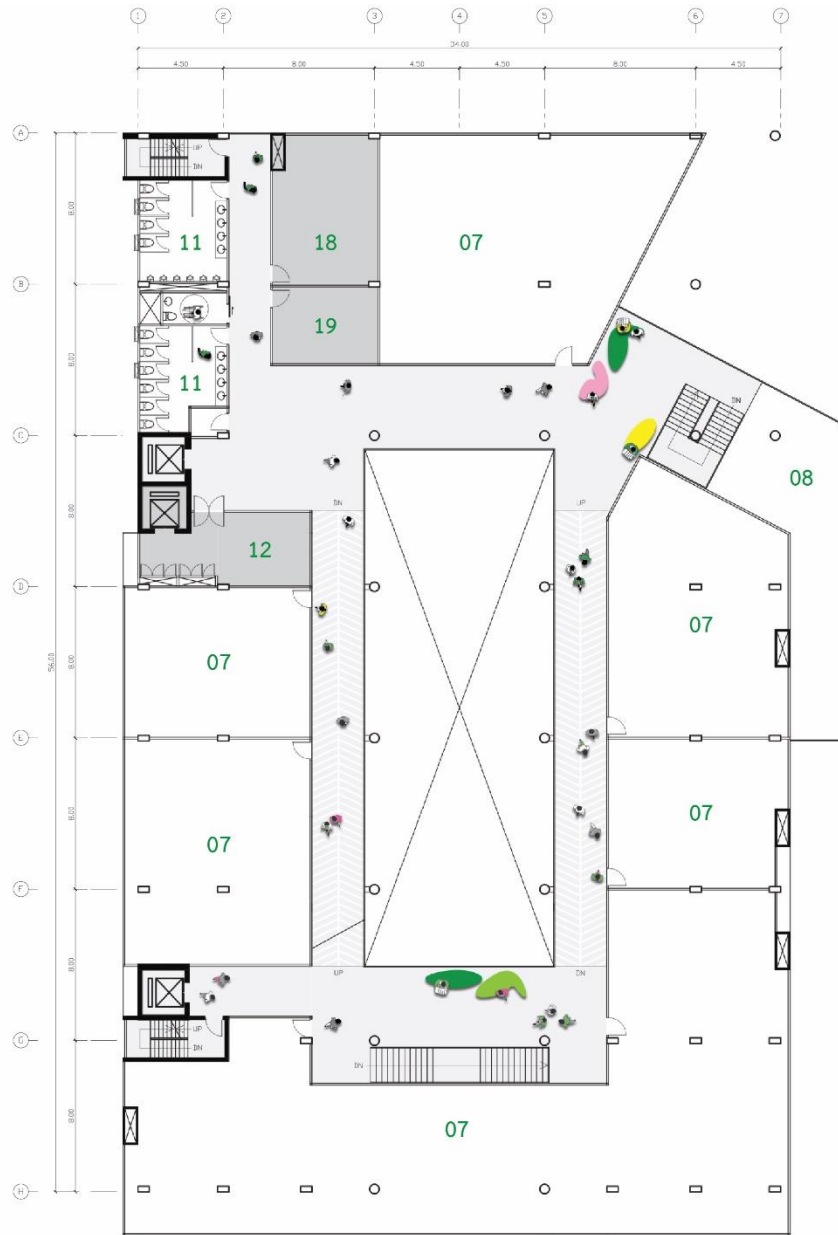 1 2 3 4 5 6 7
34.00
4.50 8.00 4.50 4.50 8.00 4.50
A
UP
DN
8.00
11 18 07
B
19
8.00
11
DN
C
08
DN UP
8.00
12
D
07 07
56.00
8.00
E
07 07
8.00
F
8.00
UP DN
UP
DN
G
DN
8.00
07
H